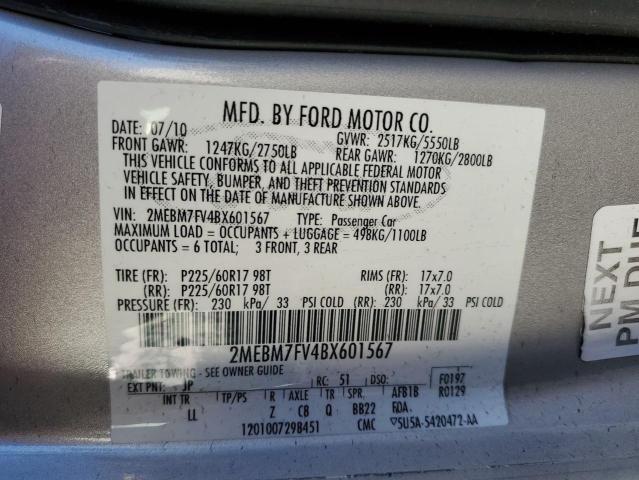 MFD. BY FORD MOTOR CO.
DATE: 07/10 GVWR: 2517KG/5550LB
FRONT GAWR: 1247KG/2750LB REAR GAWR: 1270KG/2800LB
THIS VEHICLE CONFORMS TO ALL APPLICABLE FEDERAL MOTOR
VEHICLE SAFETY, BUMPER, AND THEFT PREVENTION STANDARDS
IN EFFECT ON THE DATE OF MANUFACTURE SHOWN ABOVE.
VIN: 2MEBM7FV4BX601567 TYPE: Passenger Car
MAXIMUM LOAD = OCCUPANTS + LUGGAGE = 498KG/1100LB
OCCUPANTS = 6 TOTAL; 3 FRONT, 3 REAR
TIRE (FR): P225/60R17 98T RIMS (FR): 17x7.0
(RR): P225/60R17 98T (RR): 17x7.0
PRESSURE (FR): 230 kPa/ 33 PSI COLD (RR): 230 kPa/ 33 PSI COLD
2MEBM7FV4BX601567
TRAILER TOWING - SEE OWNER GUIDE
EXT PNT: JP RC: 51 DSO: F0197
INT TR TP/PS R AXLE TR SPR. AFB1B R0129
LL Z C8 Q BB22
120100729B451 CMC 5U5A-5420472-AA
NEXT
PM DUE